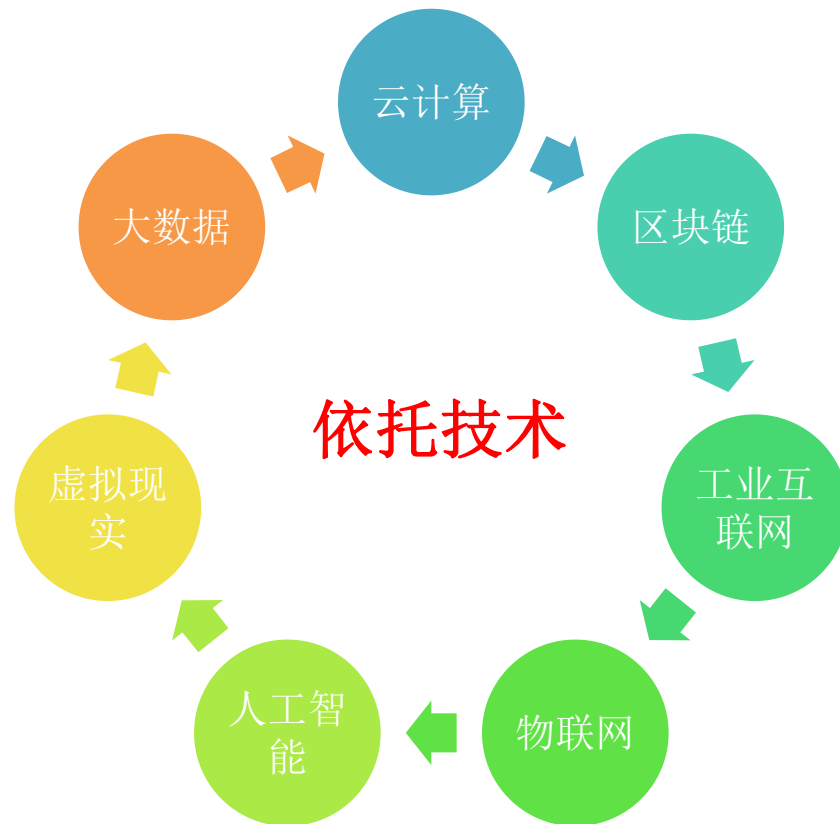 云计算
区块链
大数据
依托技术
工业互
联网
虚拟现
实
物联网
人工智
能